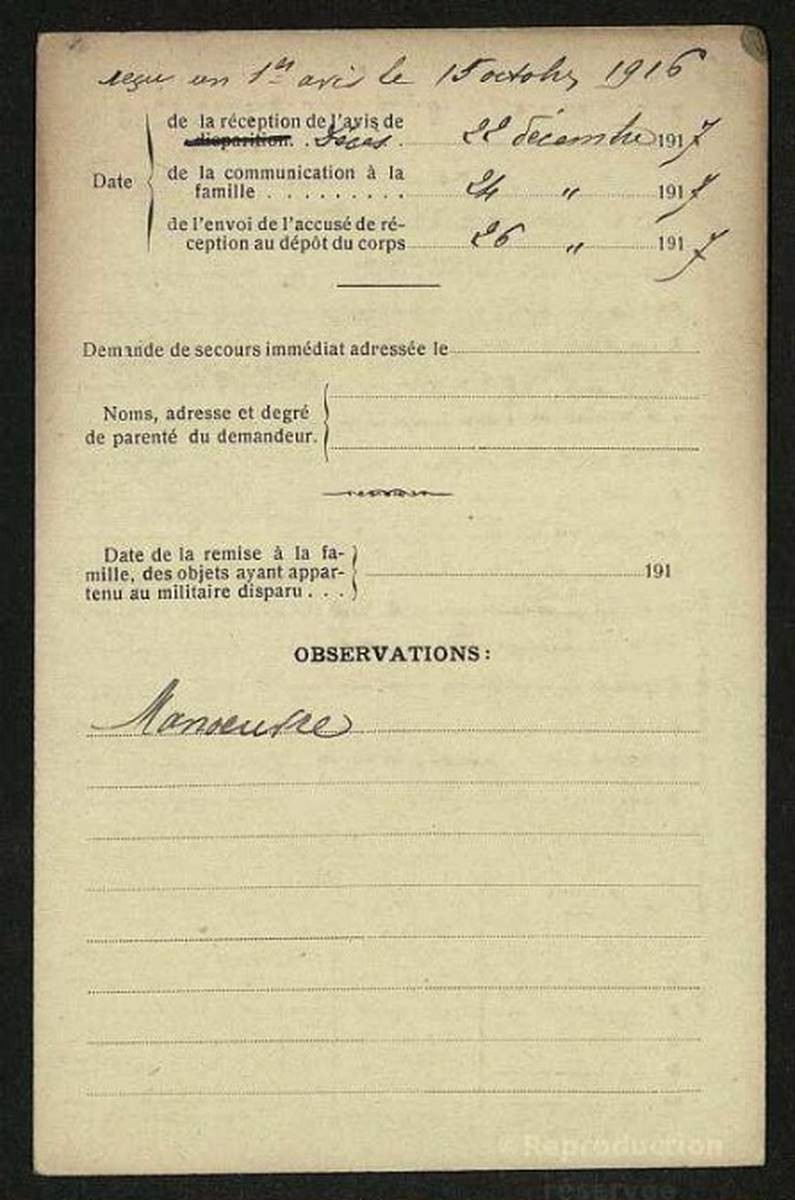 reçu un 1er avis le 15 octobre 1916
Date
de la réception de l'avis de
disparition. . Décès. 22 décembre 1917
de la communication à la
famille . . . . . . . . . 24 " 1917
de l'envoi de l'accusé de ré-
ception au dépôt du corps 26 " 1917
Demande de secours immédiat adressée le
Noms, adresse et degré
de parenté du demandeur.
Date de la remise à la fa-
mille, des objets ayant appar-
tenu au militaire disparu . . . 191
OBSERVATIONS:
Manoeuvre
Reproduction
réservée